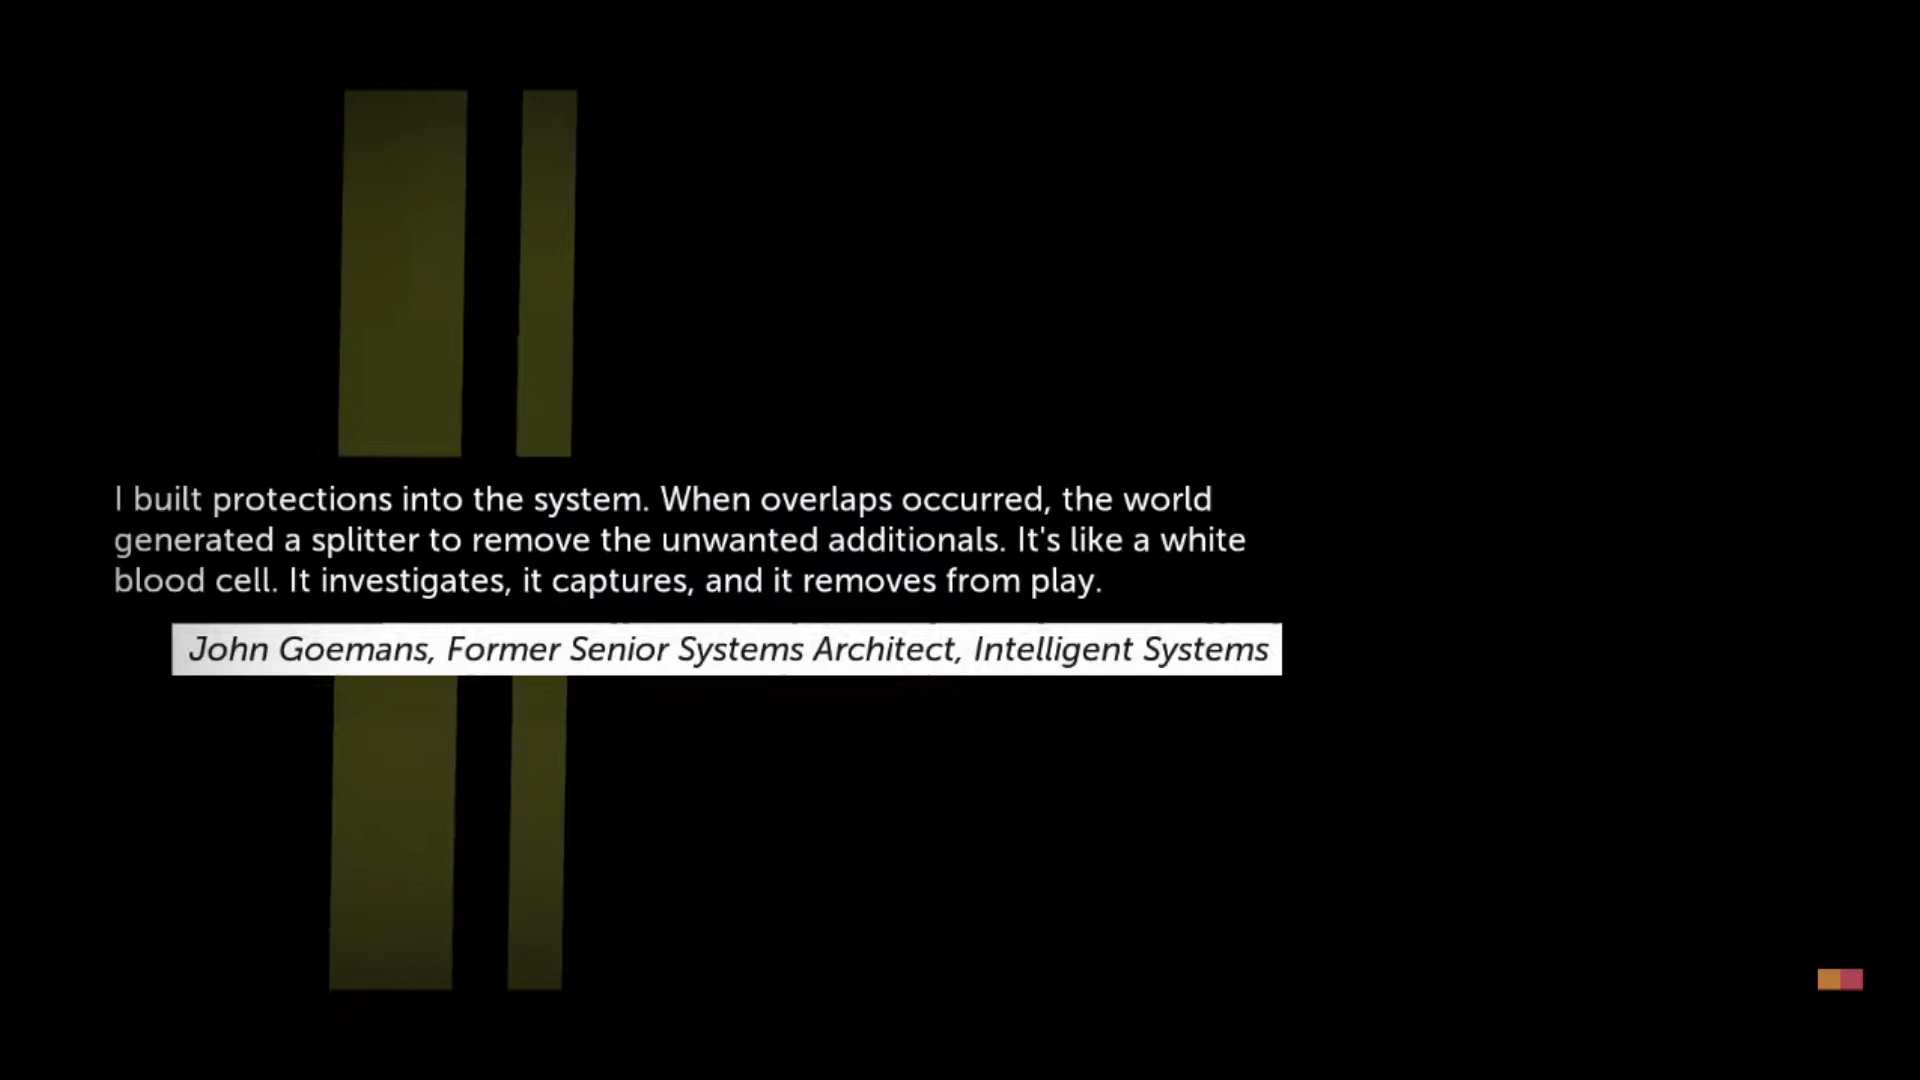 I built protections into the system. When overlaps occurred, the world
generated a splitter to remove the unwanted additionals. It's like a white
blood cell. It investigates, it captures, and it removes from play.
John Goemans, Former Senior Systems Architect, Intelligent Systems